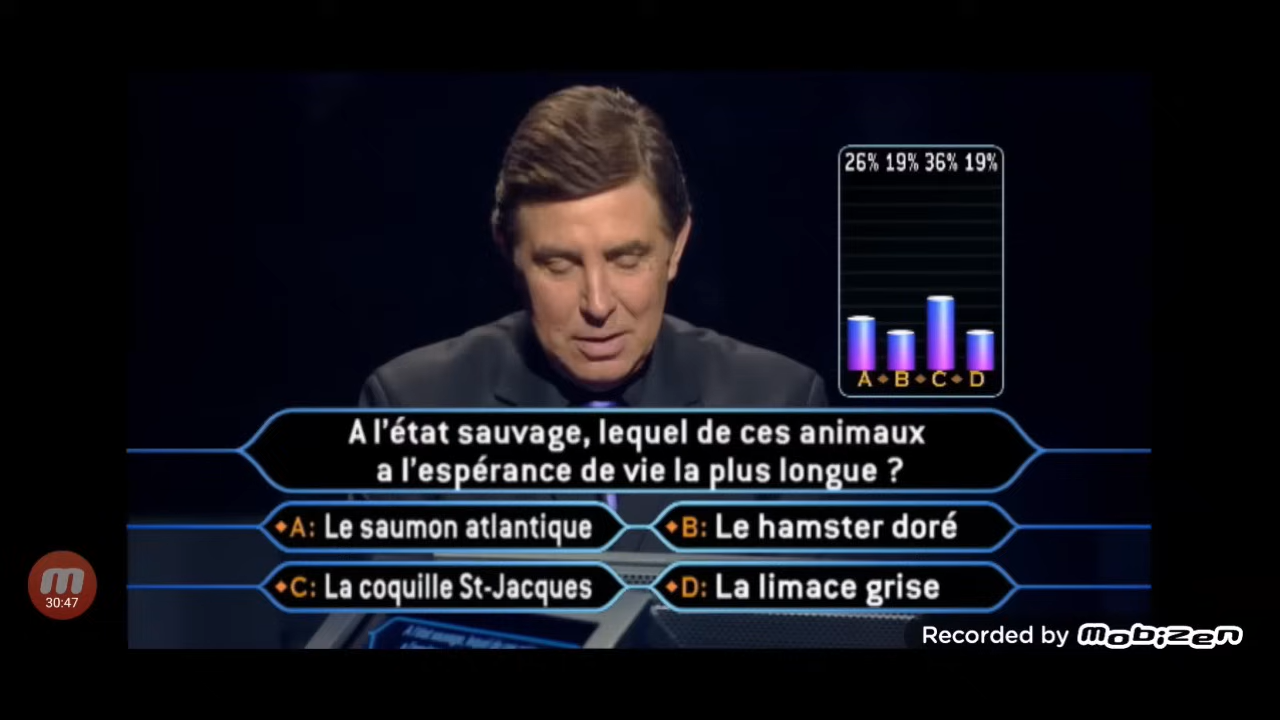 26% 19% 36% 19%
A B C D
A l'état sauvage, lequel de ces animaux
a l'espérance de vie la plus longue ?
A: Le saumon atlantique
B: Le hamster doré
C: La coquille St-Jacques
D: La limace grise
30:47
Recorded by Mobizen